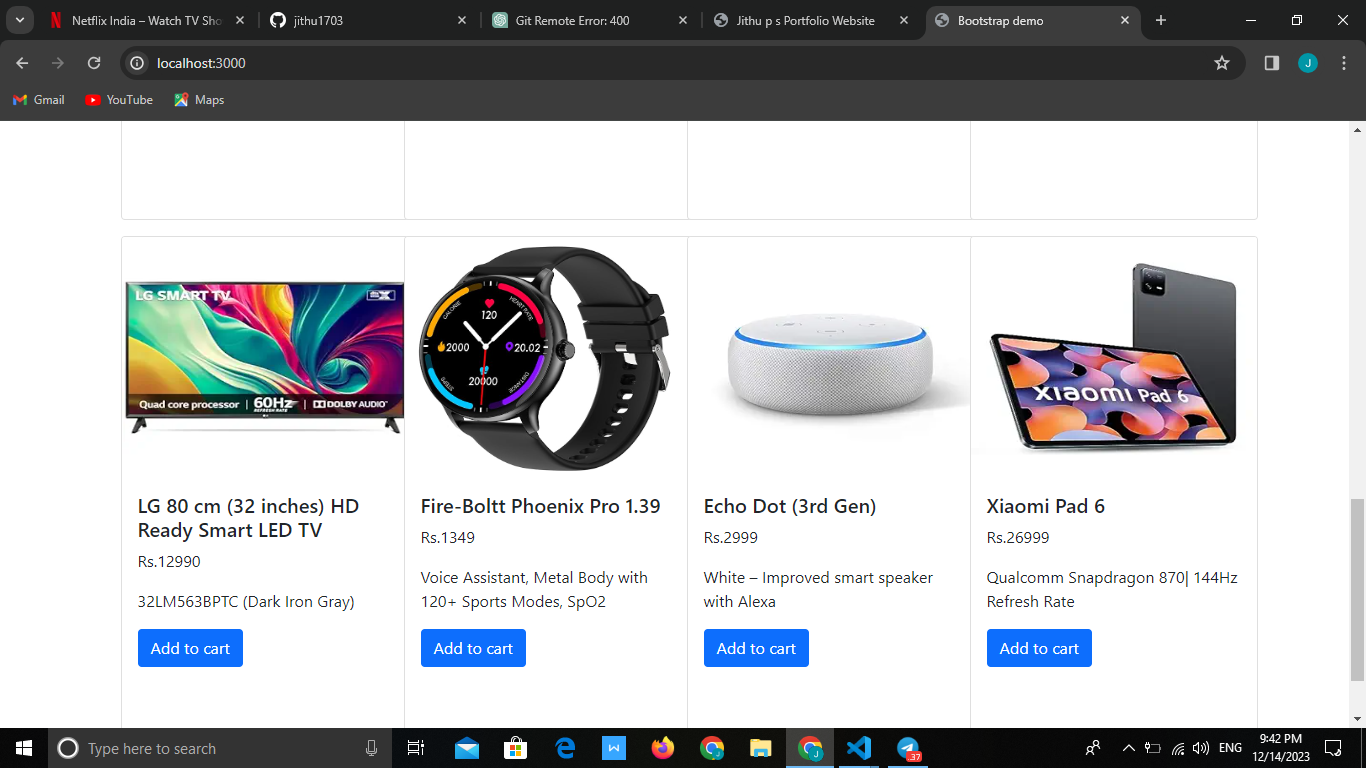 Netflix India – Watch TV Sho
jithu1703
Git Remote Error: 400
Jithu p s Portfolio Website
Bootstrap demo
localhost:3000
J
Gmail
YouTube
Maps
LG SMART TV
Quad core processor
60Hz
REFRESH RATE
DOLBY AUDIO
CALORIE
HEART RATE
120
2000
20.02
STEPS
DISTANCE
20000
xiaomi Pad 6
LG 80 cm (32 inches) HD
Ready Smart LED TV
Rs.12990
32LM563BPTC (Dark Iron Gray)
Add to cart
Fire-Boltt Phoenix Pro 1.39
Rs.1349
Voice Assistant, Metal Body with
120+ Sports Modes, SpO2
Add to cart
Echo Dot (3rd Gen)
Rs.2999
White – Improved smart speaker
with Alexa
Add to cart
Xiaomi Pad 6
Rs.26999
Qualcomm Snapdragon 870| 144Hz
Refresh Rate
Add to cart
Type here to search
W
J
37
ENG
9:42 PM
12/14/2023